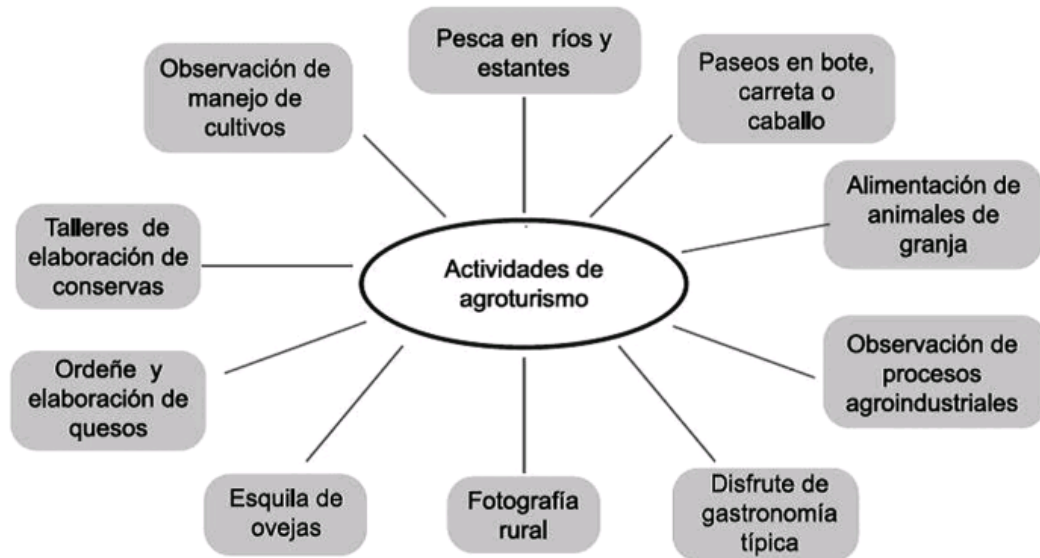 Pesca en ríos y
estantes
Observación de
manejo de
cultivos
Paseos en bote,
carreta o
caballo
Alimentación de
animales de
granja
Talleres de
elaboración de
conservas
Actividades de
agroturismo
Observación de
procesos
agroindustriales
Ordeñe y
elaboración de
quesos
Esquila de
ovejas
Fotografía
rural
Disfrute de
gastronomía
típica